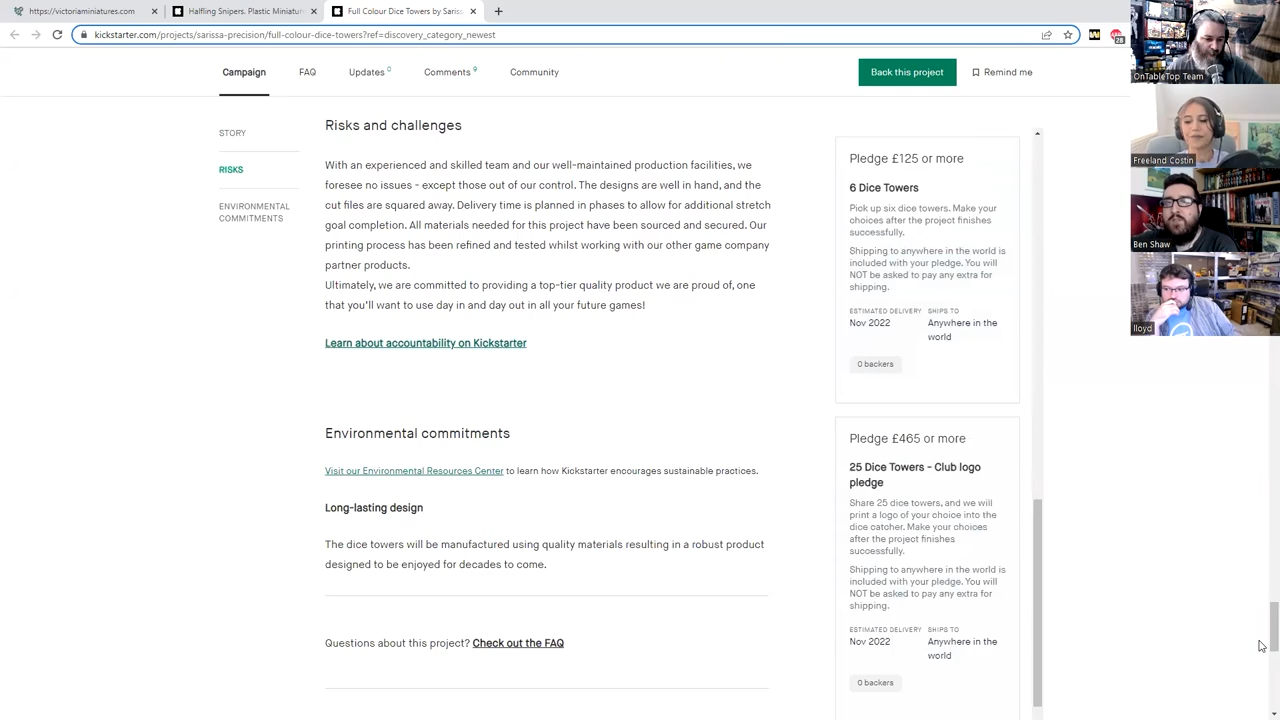 https://victoriaminiatures.com
Halfling Snipers. Plastic Miniature
Full Colour Dice Towers by Sariss
kickstarter.com/projects/sarissa-precision/full-colour-dice-towers?ref=discovery_category_newest
28
Campaign
FAQ
Updates 0
Comments 0
Community
Back this project
Remind me
STORY
RISKS
ENVIRONMENTAL
COMMITMENTS
Risks and challenges
With an experienced and skilled team and our well-maintained production facilities, we
foresee no issues - except those out of our control. The designs are well in hand, and the
cut files are squared away. Delivery time is planned in phases to allow for additional stretch
goal completion. All materials needed for this project have been sourced and secured. Our
printing process has been refined and tested whilst working with our other game company
partner products.
Ultimately, we are committed to providing a top-tier quality product we are proud of, one
that you'll want to use day in and day out in all your future games!
Learn about accountability on Kickstarter
Environmental commitments
Visit our Environmental Resources Center to learn how Kickstarter encourages sustainable practices.
Long-lasting design
The dice towers will be manufactured using quality materials resulting in a robust product
designed to be enjoyed for decades to come.
Questions about this project? Check out the FAQ
Pledge £125 or more
6 Dice Towers
Pick up six dice towers. Make your
choices after the project finishes
successfully.
Shipping to anywhere in the world is
included with your pledge. You will
NOT be asked to pay any extra for
shipping.
ESTIMATED DELIVERY
SHIPS TO
Nov 2022
Anywhere in the
world
0 backers
Pledge £465 or more
25 Dice Towers - Club logo
pledge
Share 25 dice towers, and we will
print a logo of your choice into the
dice catcher. Make your choices
after the project finishes
successfully.
Shipping to anywhere in the world is
included with your pledge. You will
NOT be asked to pay any extra for
shipping.
ESTIMATED DELIVERY
SHIPS TO
Nov 2022
Anywhere in the
world
0 backers
OnTableTop Team
Freeland Costin
Ben Shaw
lloyd